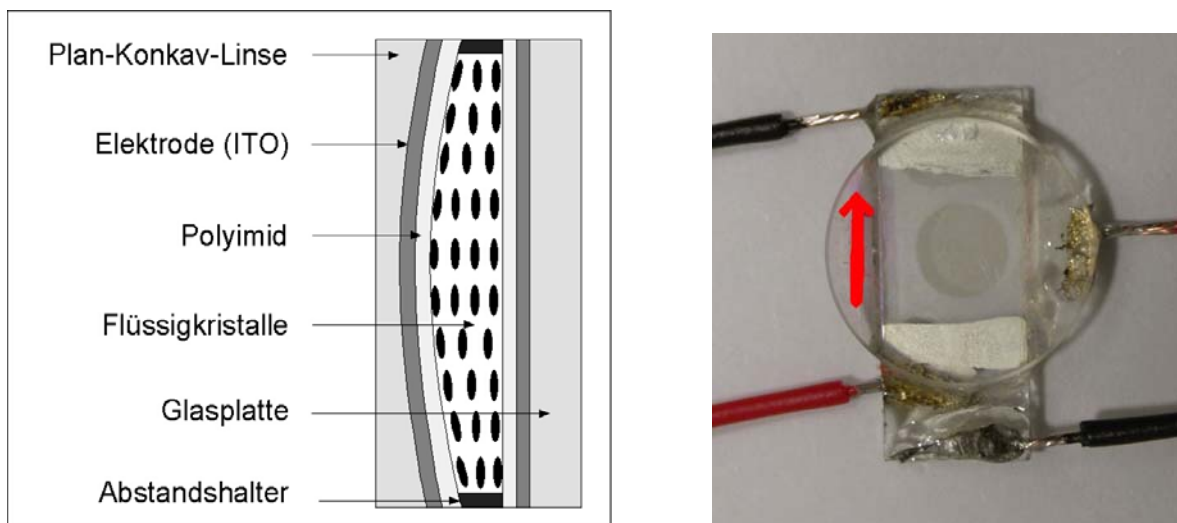 Plan-Konkav-Linse
Elektrode (ITO)
Polyimid
Flüssigkristalle
Glasplatte
Abstandshalter